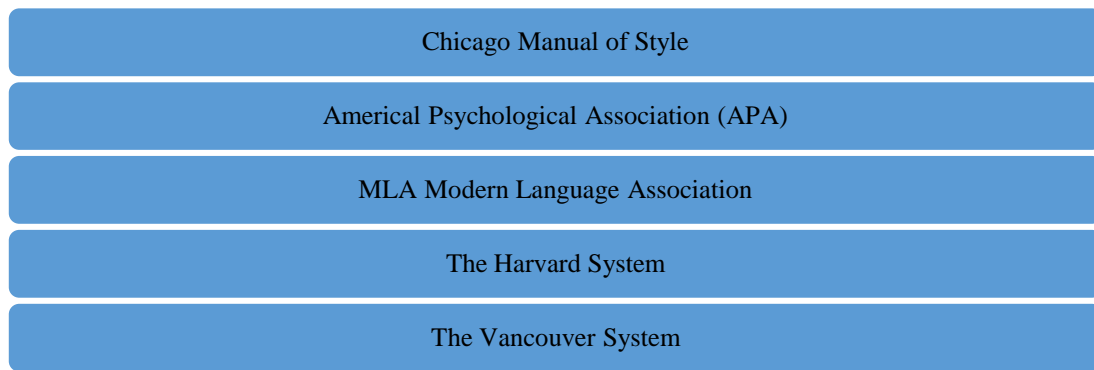 Chicago Manual of Style
Americal Psychological Association (APA)
MLA Modern Language Association
The Harvard System
The Vancouver System